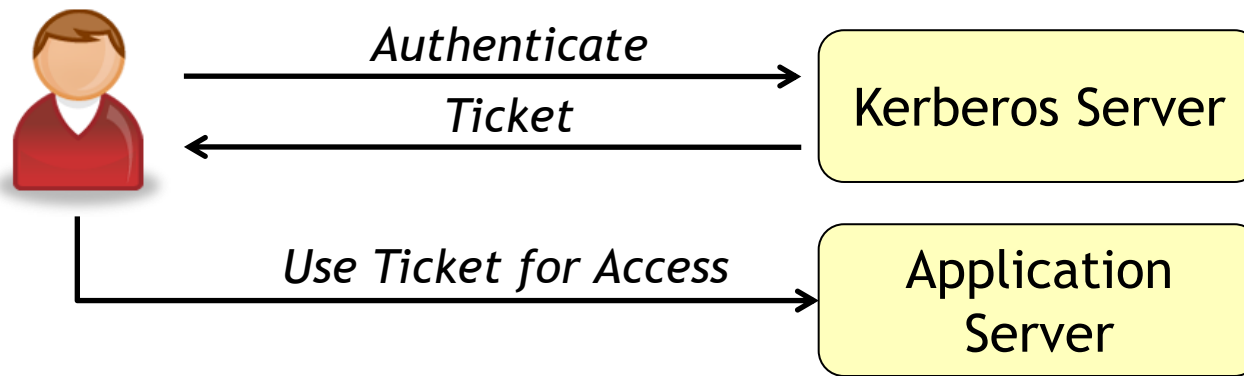 Authenticate
Ticket
Kerberos Server
Use Ticket for Access
Application
Server